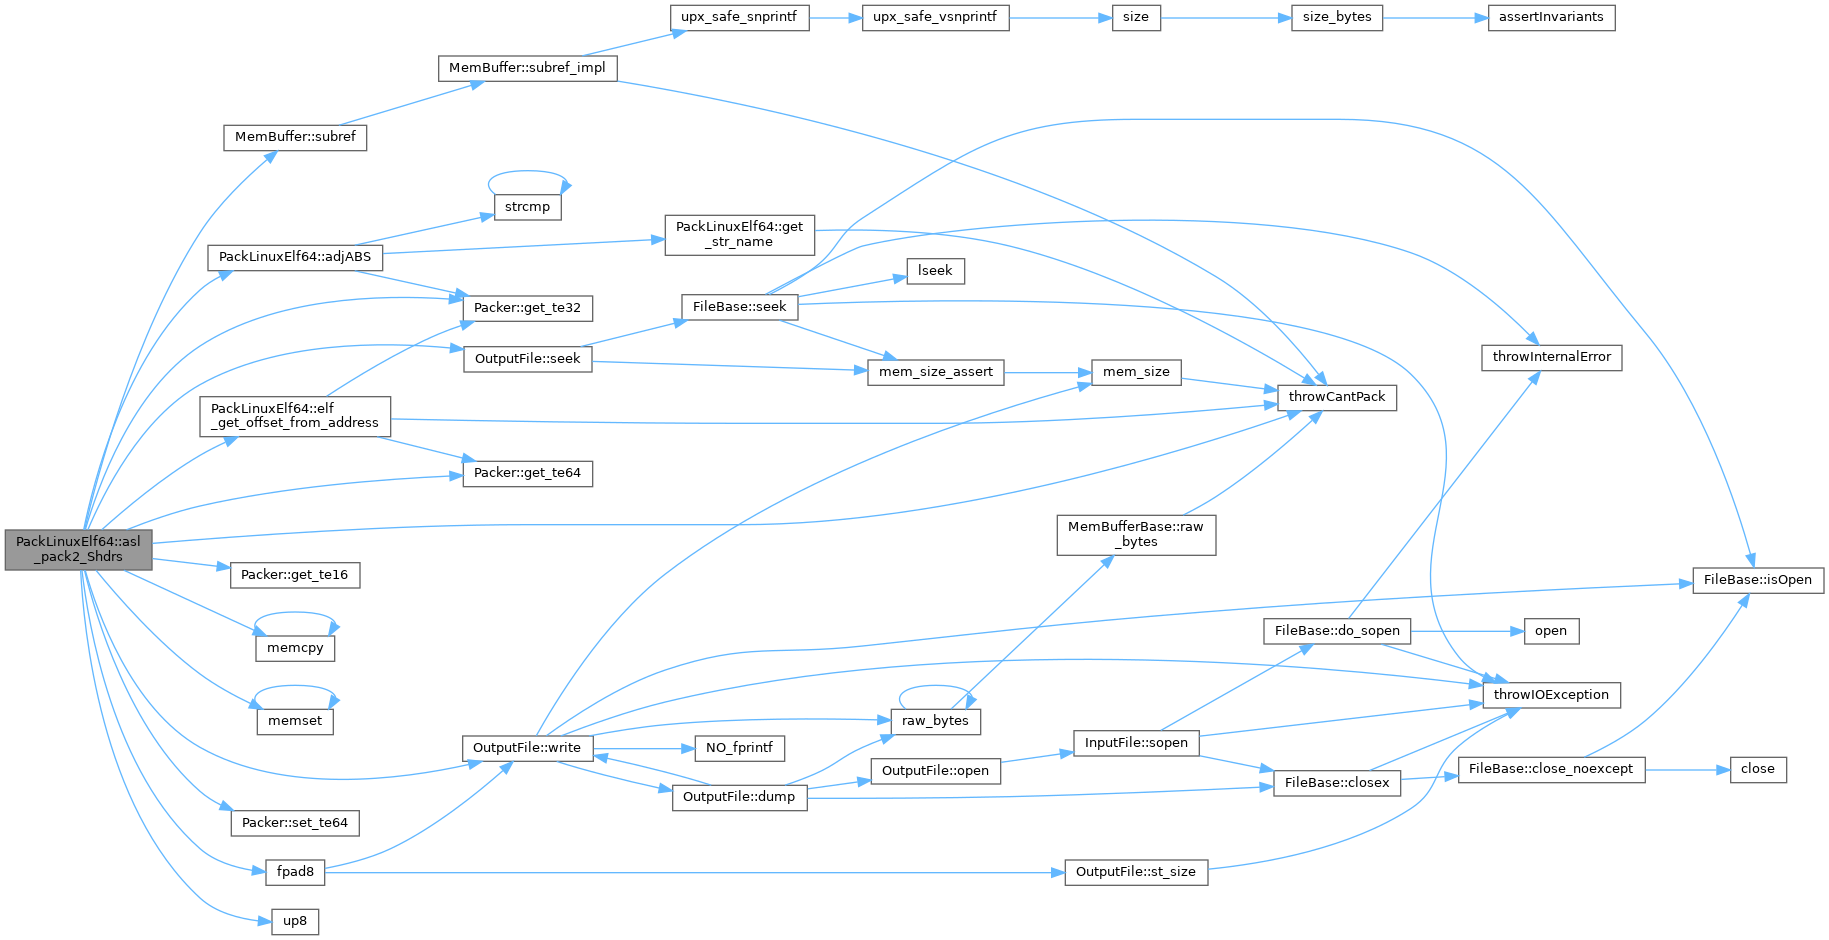 upx_safe_snprintf
upx_safe_vsnprintf
size
size_bytes
assertInvariants
MemBuffer::subref_impl
MemBuffer::subref
strcmp
PackLinuxElf64::get
_str_name
PackLinuxElf64::adjABS
lseek
Packer::get_te32
FileBase::seek
OutputFile::seek
throwInternalError
mem_size_assert
mem_size
throwCantPack
PackLinuxElf64::elf
_get_offset_from_address
Packer::get_te64
PackLinuxElf64::asl
_pack2_Shdrs
MemBufferBase::raw
_bytes
Packer::get_te16
FileBase::isOpen
memcpy
FileBase::do_sopen
open
throwIOException
memset
raw_bytes
OutputFile::write
NO_fprintf
InputFile::sopen
OutputFile::open
FileBase::close_noexcept
close
FileBase::closex
OutputFile::dump
Packer::set_te64
fpad8
OutputFile::st_size
up8